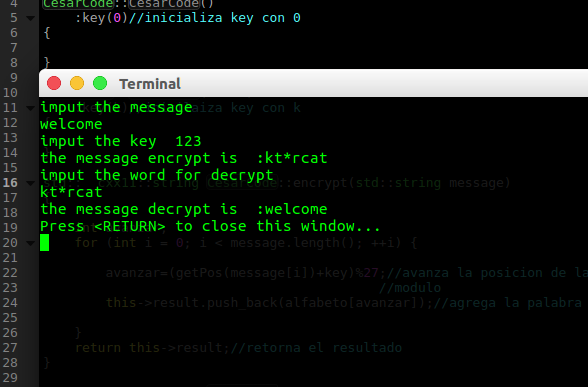 4 CesarCode::CesarCode()
5 :key(0)//inicializa key con 0
6 {
7
8 }
9
Terminal
10
11 imput the message
12 welcome
13 imput the key  123
14 the message encrypt is  :kt*rcat
15 imput the word for decrypt
16 kt*rcat
17 the message decrypt is  :welcome
18 Press <RETURN> to close this window...
19
20 for (int i = 0; i < message.length(); ++i) {
21
22 avanzar=(getPos(message[i])+key)%27;//avanza la posicion de la
23 //modulo
24 this->result.push_back(alfabeto[avanzar]);//agrega la palabra
25
26 }
27 return this->result;//retorna el resultado
28 }
29